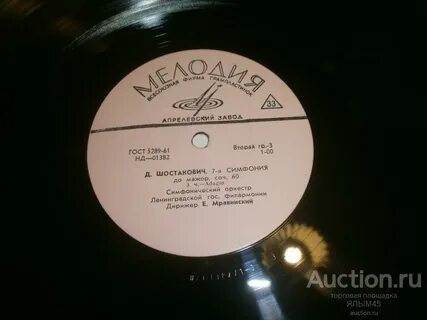 МЕЛОДИЯ
ВСЕСОЮЗНАЯ ФИРМА ГРАМПЛАСТИНОК
33
АПРЕЛЕВСКИЙ ЗАВОД
ГОСТ 5289-61
НД—01382
Вторая гр.-3
1-00
Д. ШОСТАКОВИЧ. 7-я СИМФОНИЯ
до мажор, соч. 60
3 ч.—Adagio
Симфонический оркестр
Ленинградской гос. филармонии
Дирижер Е. Мравинский
Auction.ru
торговая площадка
ЯЛЫМ45
auction.ru